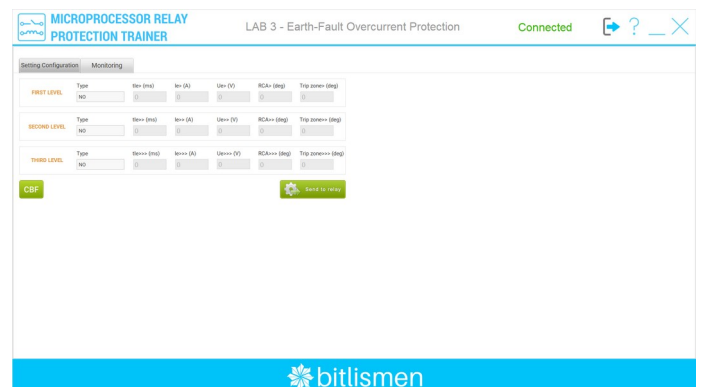 MICROPROCESSOR RELAY
PROTECTION TRAINER
LAB 3 - Earth-Fault Overcurrent Protection
Connected
?
Setting Configuration Monitoring
FIRST LEVEL
Type tIe> (ms) Ie> (A) Ue> (V) RCA> (deg) Trip zone> (deg)
NO 0 0 0 0 0
SECOND LEVEL
Type tIe>> (ms) Ie>> (A) Ue>> (V) RCA>> (deg) Trip zone>> (deg)
NO 0 0 0 0 0
THIRD LEVEL
Type tIe>>> (ms) Ie>>> (A) Ue>>> (V) RCA>>> (deg) Trip zone>>> (deg)
NO 0 0 0 0 0
CBF Send to relay
bitlismen